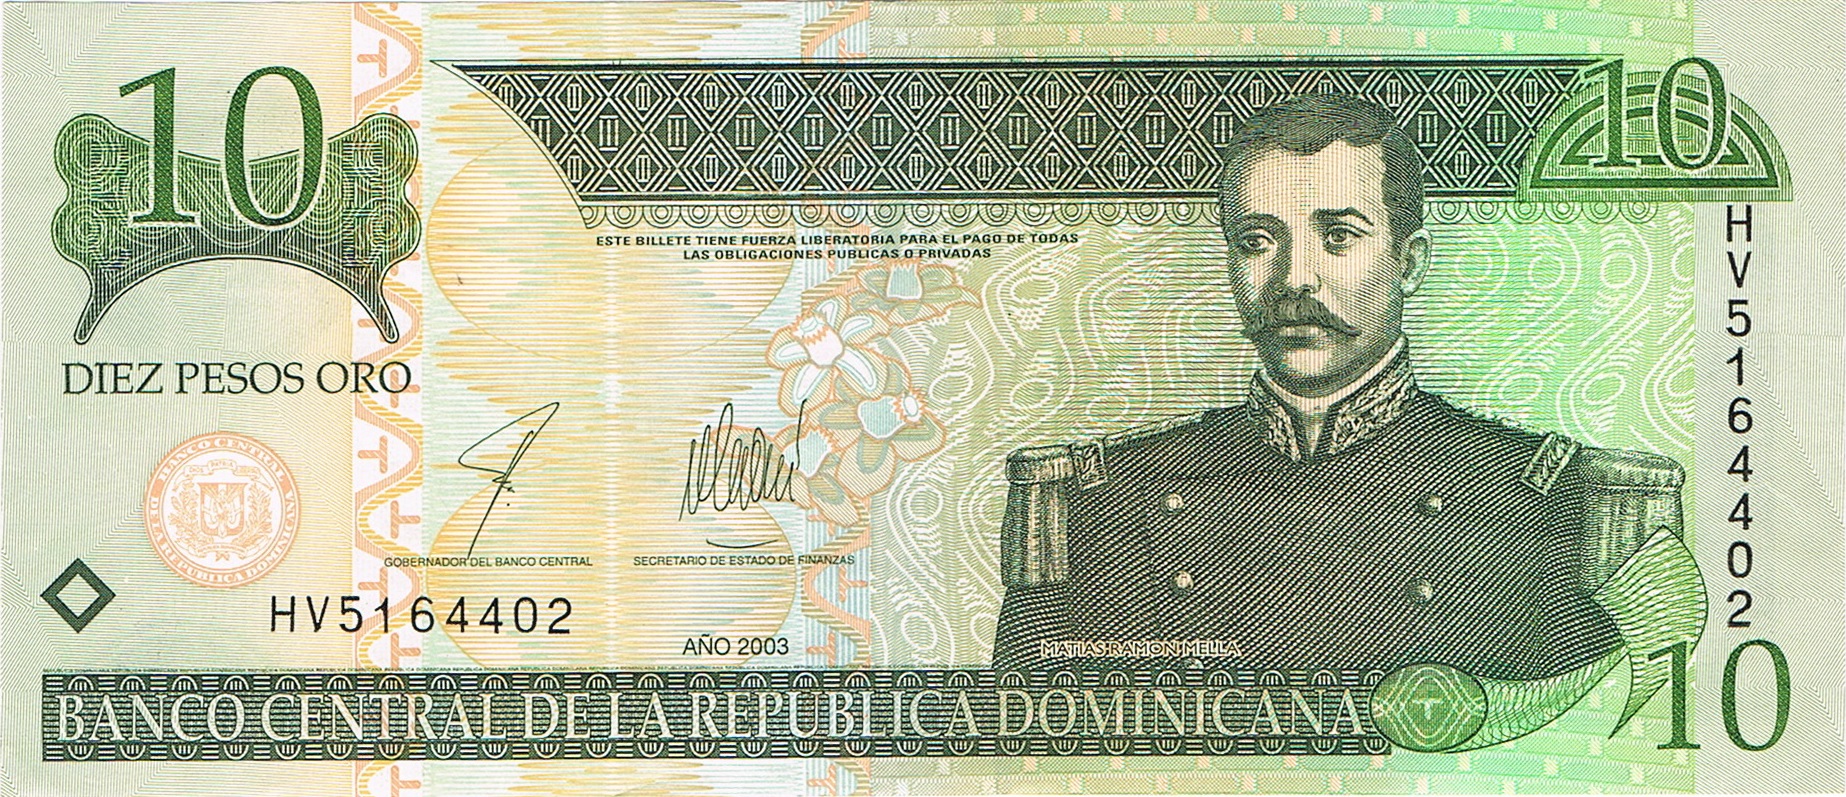 10
10
ESTE BILLETE TIENE FUERZA LIBERATORIA PARA EL PAGO DE TODAS
LAS OBLIGACIONES PUBLICAS O PRIVADAS
HV5164402
DIEZ PESOS ORO
BANCO CENTRAL
REPUBLICA DOMINICANA
GOBERNADOR DEL BANCO CENTRAL
SECRETARIO DE ESTADO DE FINANZAS
HV5164402
AÑO 2003
MATIAS RAMON MELLA
10
BANCO CENTRAL DE LA REPUBLICA DOMINICANA